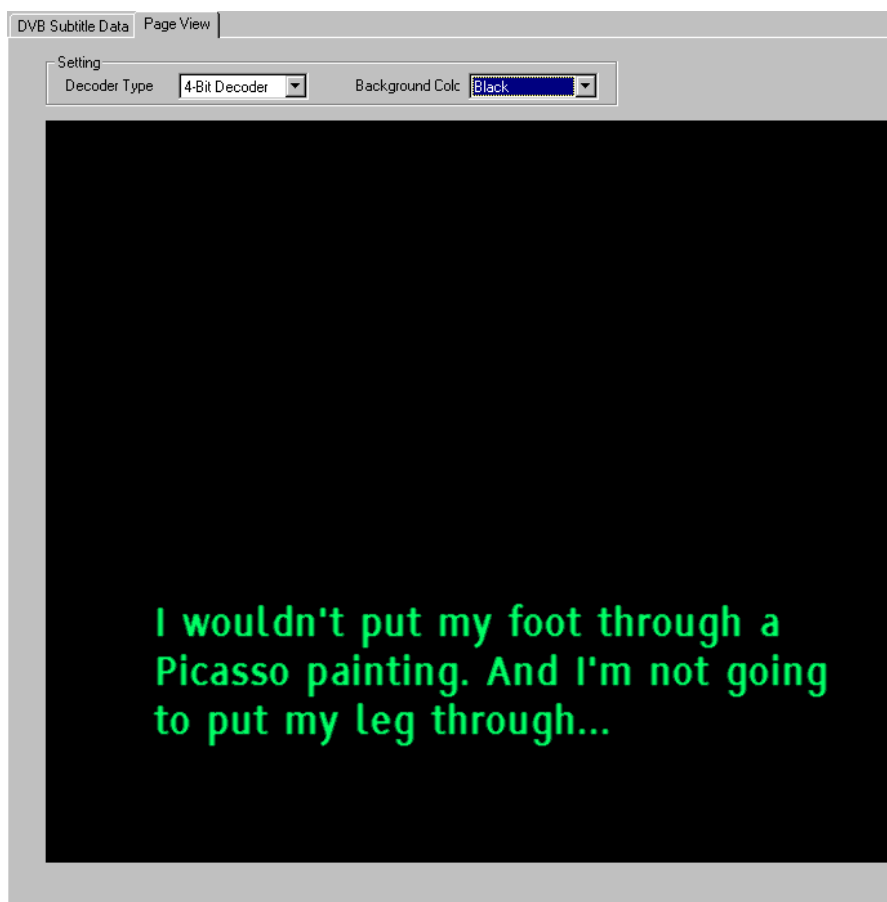 DVB Subtitle Data Page View
Setting
Decoder Type 4-Bit Decoder Background Colc Black
I wouldn't put my foot through a
Picasso painting. And I'm not going
to put my leg through...